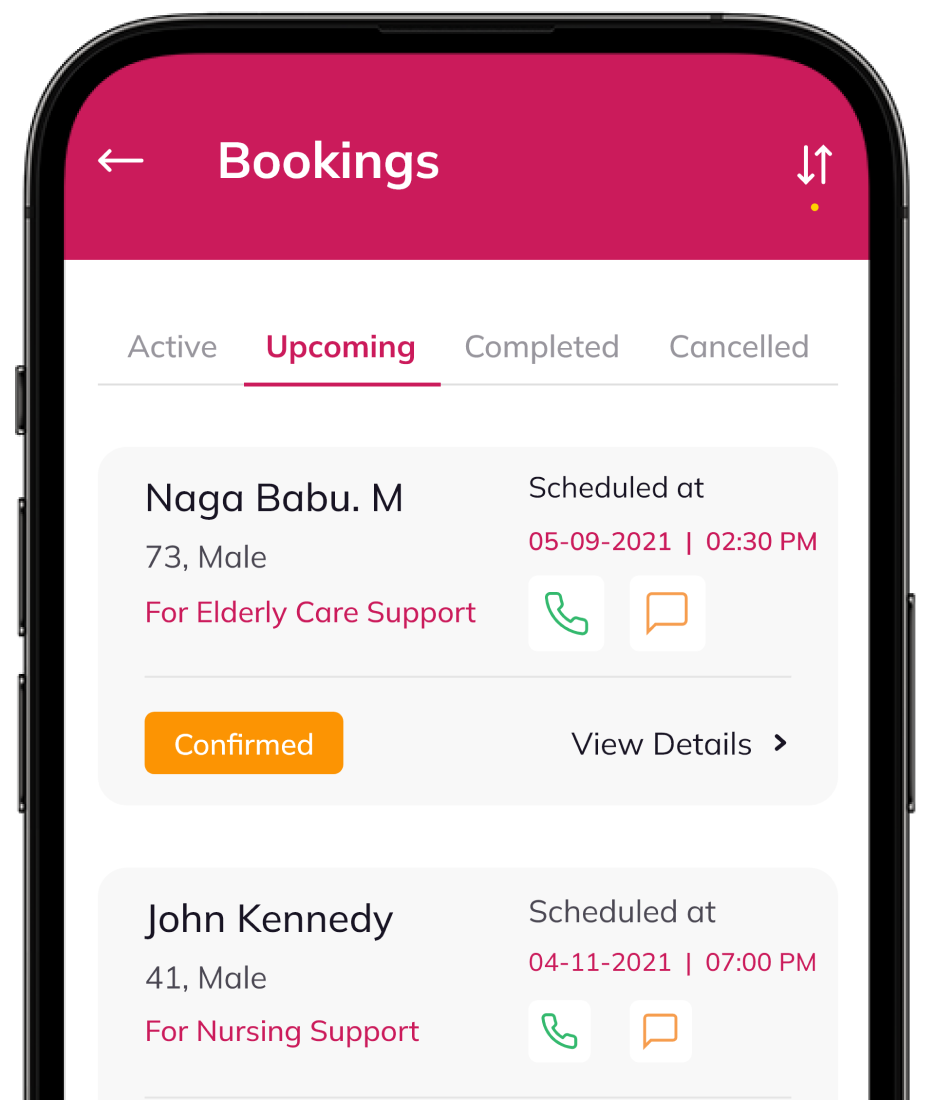 Bookings
Active Upcoming Completed Cancelled
Naga Babu. M
73, Male
For Elderly Care Support
Scheduled at
05-09-2021 | 02:30 PM
Confirmed
View Details
John Kennedy
41, Male
For Nursing Support
Scheduled at
04-11-2021 | 07:00 PM